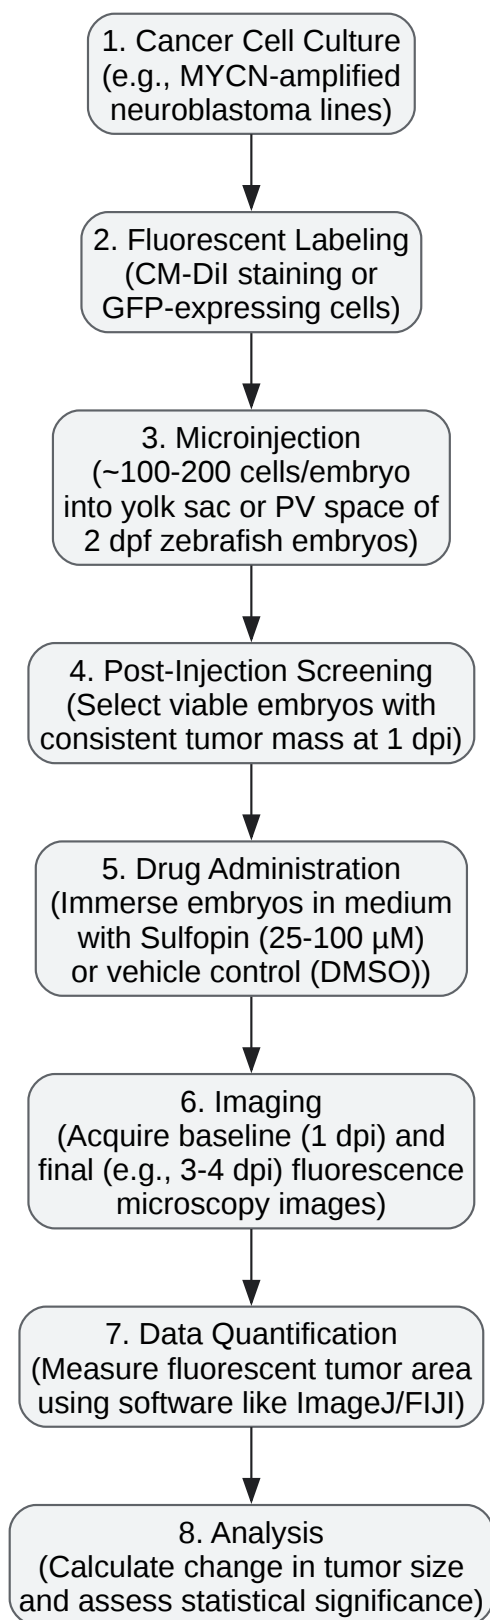 1. Cancer Cell Culture
(e.g., MYCN-amplified
neuroblastoma lines)
2. Fluorescent Labeling
(CM-DiI staining or
GFP-expressing cells)
3. Microinjection
(~100-200 cells/embryo
into yolk sac or PV space of
2 dpf zebrafish embryos)
4. Post-Injection Screening
(Select viable embryos with
consistent tumor mass at 1 dpi)
5. Drug Administration
(Immerse embryos in medium
with Sulfopin (25-100 µM)
or vehicle control (DMSO))
6. Imaging
(Acquire baseline (1 dpi) and
final (e.g., 3-4 dpi) fluorescence
microscopy images)
7. Data Quantification
(Measure fluorescent tumor area
using software like ImageJ/FIJI)
8. Analysis
(Calculate change in tumor size
and assess statistical significance)